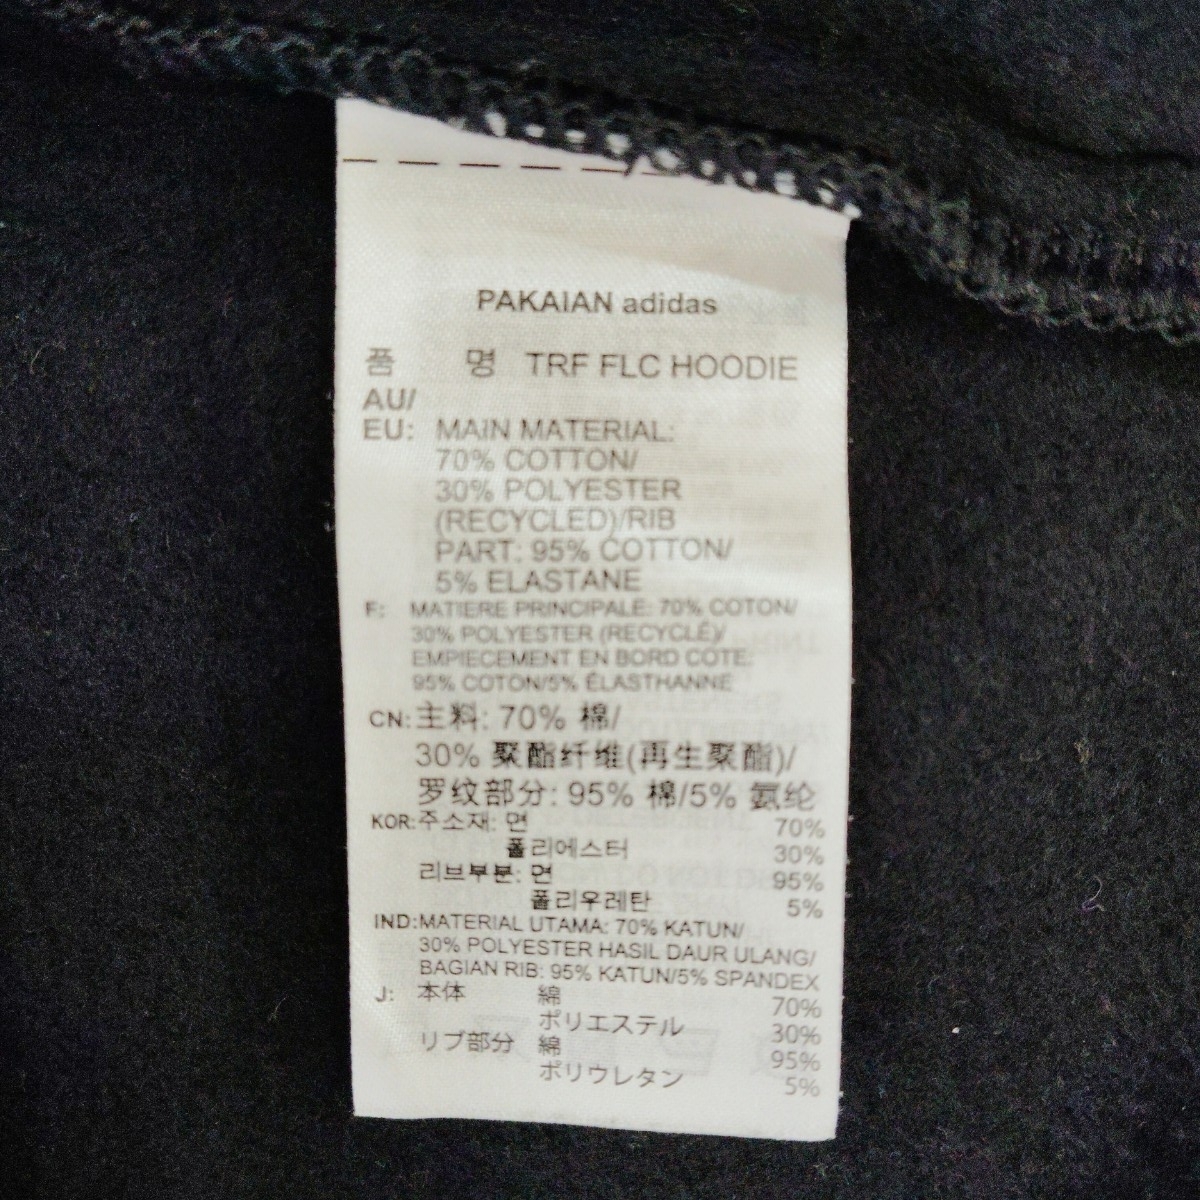 PAKAIAN adidas
품 명 TRF FLC HOODIE
AU/
EU: MAIN MATERIAL:
70% COTTON/
30% POLYESTER
(RECYCLED)/RIB
PART: 95% COTTON/
5% ELASTANE
F: MATIERE PRINCIPALE: 70% COTON/
30% POLYESTER (RECYCLÉ)/
EMPIECEMENT EN BORD COTE:
95% COTON/5% ÉLASTHANNE
CN: 主料: 70% 棉/
30% 聚酯纤维(再生聚酯)/
罗纹部分: 95% 棉/5% 氨纶
KOR: 주소재: 면 70%
폴리에스터 30%
리브부분: 면 95%
폴리우레탄 5%
IND: MATERIAL UTAMA: 70% KATUN/
30% POLYESTER HASIL DAUR ULANG/
BAGIAN RIB: 95% KATUN/5% SPANDEX
J: 本体 綿 70%
ポリエステル 30%
リブ部分 綿 95%
ポリウレタン 5%